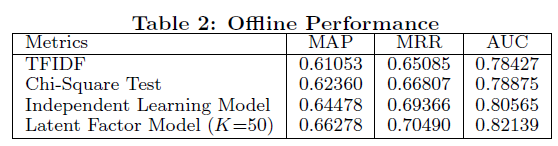 Table 2: Offline Performance
Metrics MAP MRR AUC
TFIDF 0.61053 0.65085 0.78427
Chi-Square Test 0.62360 0.66807 0.78875
Independent Learning Model 0.64478 0.69366 0.80565
Latent Factor Model (K=50) 0.66278 0.70490 0.82139